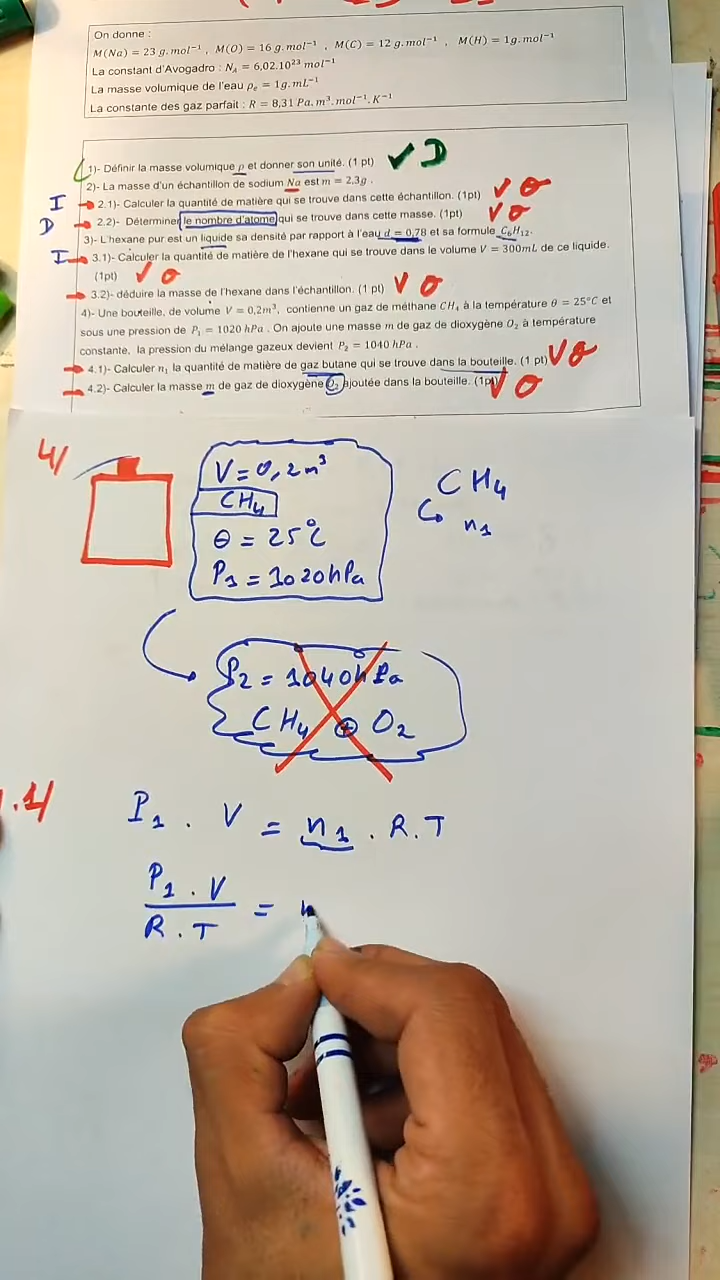 On donne :
M(Na) = 23 g.mol⁻¹ , M(O) = 16 g.mol⁻¹ , M(C) = 12 g.mol⁻¹ , M(H) = 1g.mol⁻¹
La constant d'Avogadro : N_A = 6,02.10²³ mol⁻¹
La masse volumique de l'eau ρ_e = 1g.mL⁻¹
La constante des gaz parfait : R = 8,31 Pa.m³.mol⁻¹.K⁻¹
1)- Définir la masse volumique ρ et donner son unité. (1 pt) D
2)- La masse d'un échantillon de sodium Na est m = 2,3g .
I 2.1)- Calculer la quantité de matière qui se trouve dans cette échantillon. (1pt)
D 2.2)- Déterminer le nombre d'atome qui se trouve dans cette masse. (1pt)
3)- L'hexane pur est un liquide sa densité par rapport à l'eau d = 0,78 et sa formule C₆H₁₂.
I 3.1)- Calculer la quantité de matière de l'hexane qui se trouve dans le volume V = 300mL de ce liquide.
(1pt)
3.2)- déduire la masse de l'hexane dans l'échantillon. (1 pt)
4)- Une bouteille, de volume V = 0,2m³, contienne un gaz de méthane CH₄ à la température θ = 25°C et
sous une pression de P₁ = 1020 hPa . On ajoute une masse m de gaz de dioxygène O₂ à température
constante, la pression du mélange gazeux devient P₂ = 1040 hPa .
4.1)- Calculer n₁ la quantité de matière de gaz butane qui se trouve dans la bouteille. (1 pt)
4.2)- Calculer la masse m de gaz de dioxygène O₂ ajoutée dans la bouteille. (1pt)
4/
V = 0,2 m³
CH₄
θ = 25°C
P₁ = 1020 hPa
CH₄
n₁
P₂ = 1040 hPa
CH₄ + O₂
.1/ P₁ . V = n₁ . R.T
P₁ . V
R . T
=